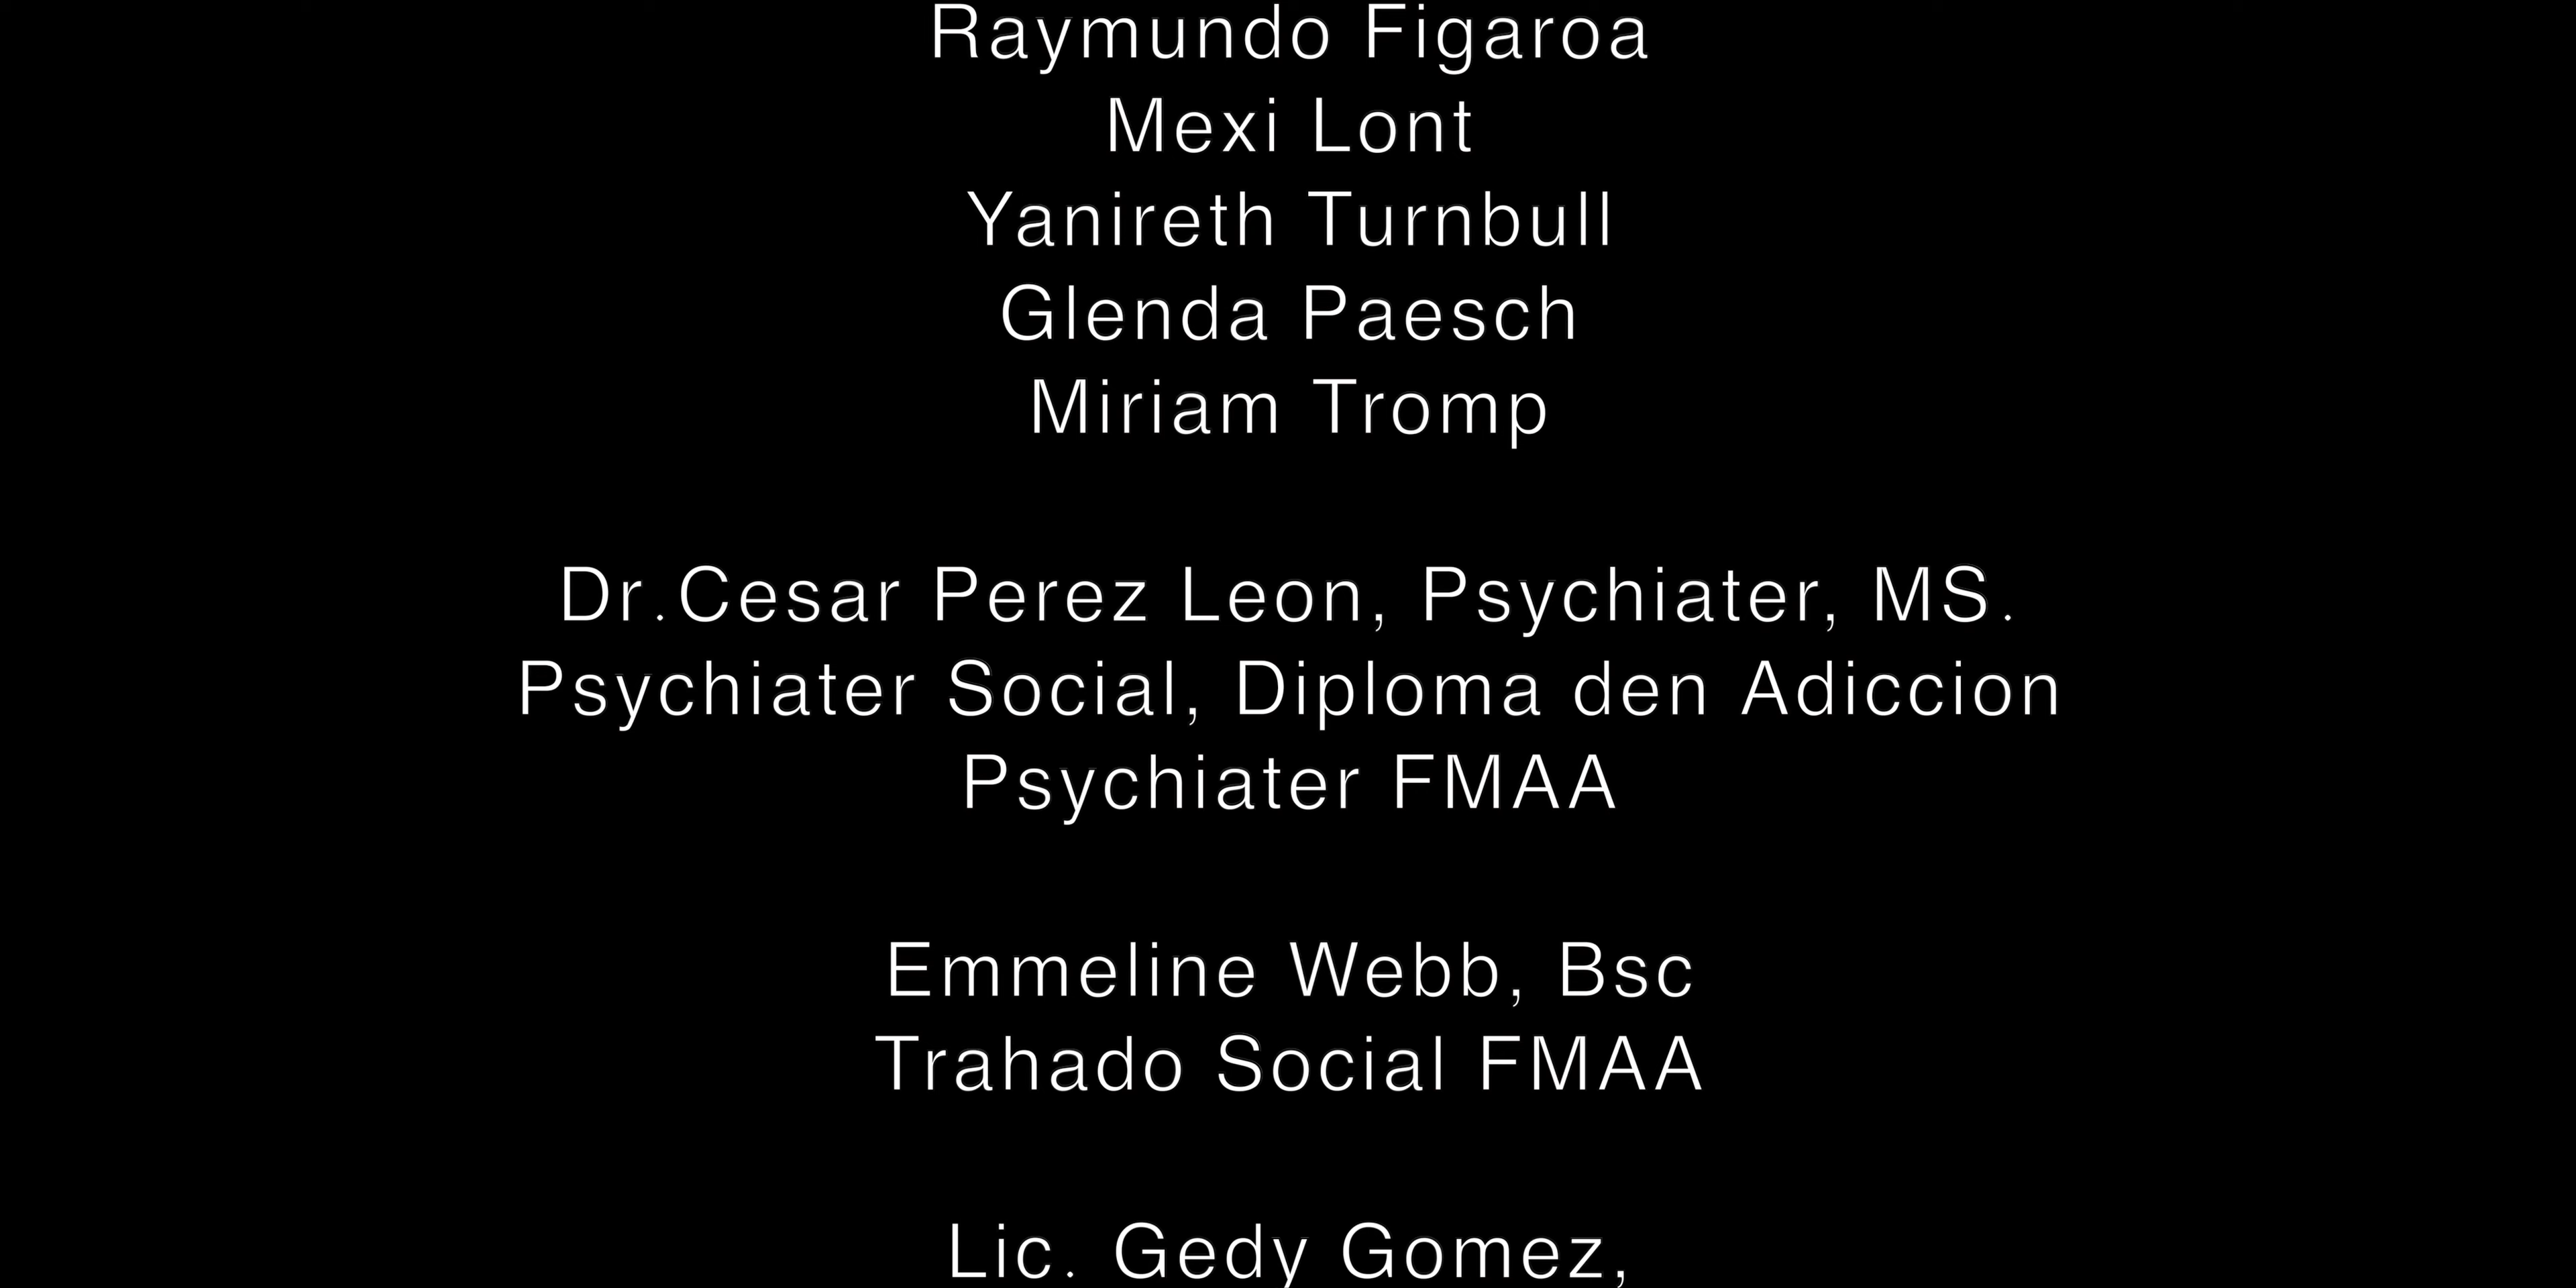 Raymundo Figaroa
Mexi Lont
Yanireth Turnbull
Glenda Paesch
Miriam Tromp
Dr.Cesar Perez Leon, Psychiater, MS.
Psychiater Social, Diploma den Adiccion
Psychiater FMAA
Emmeline Webb, Bsc
Trahado Social FMAA
Lic. Gedy Gomez,